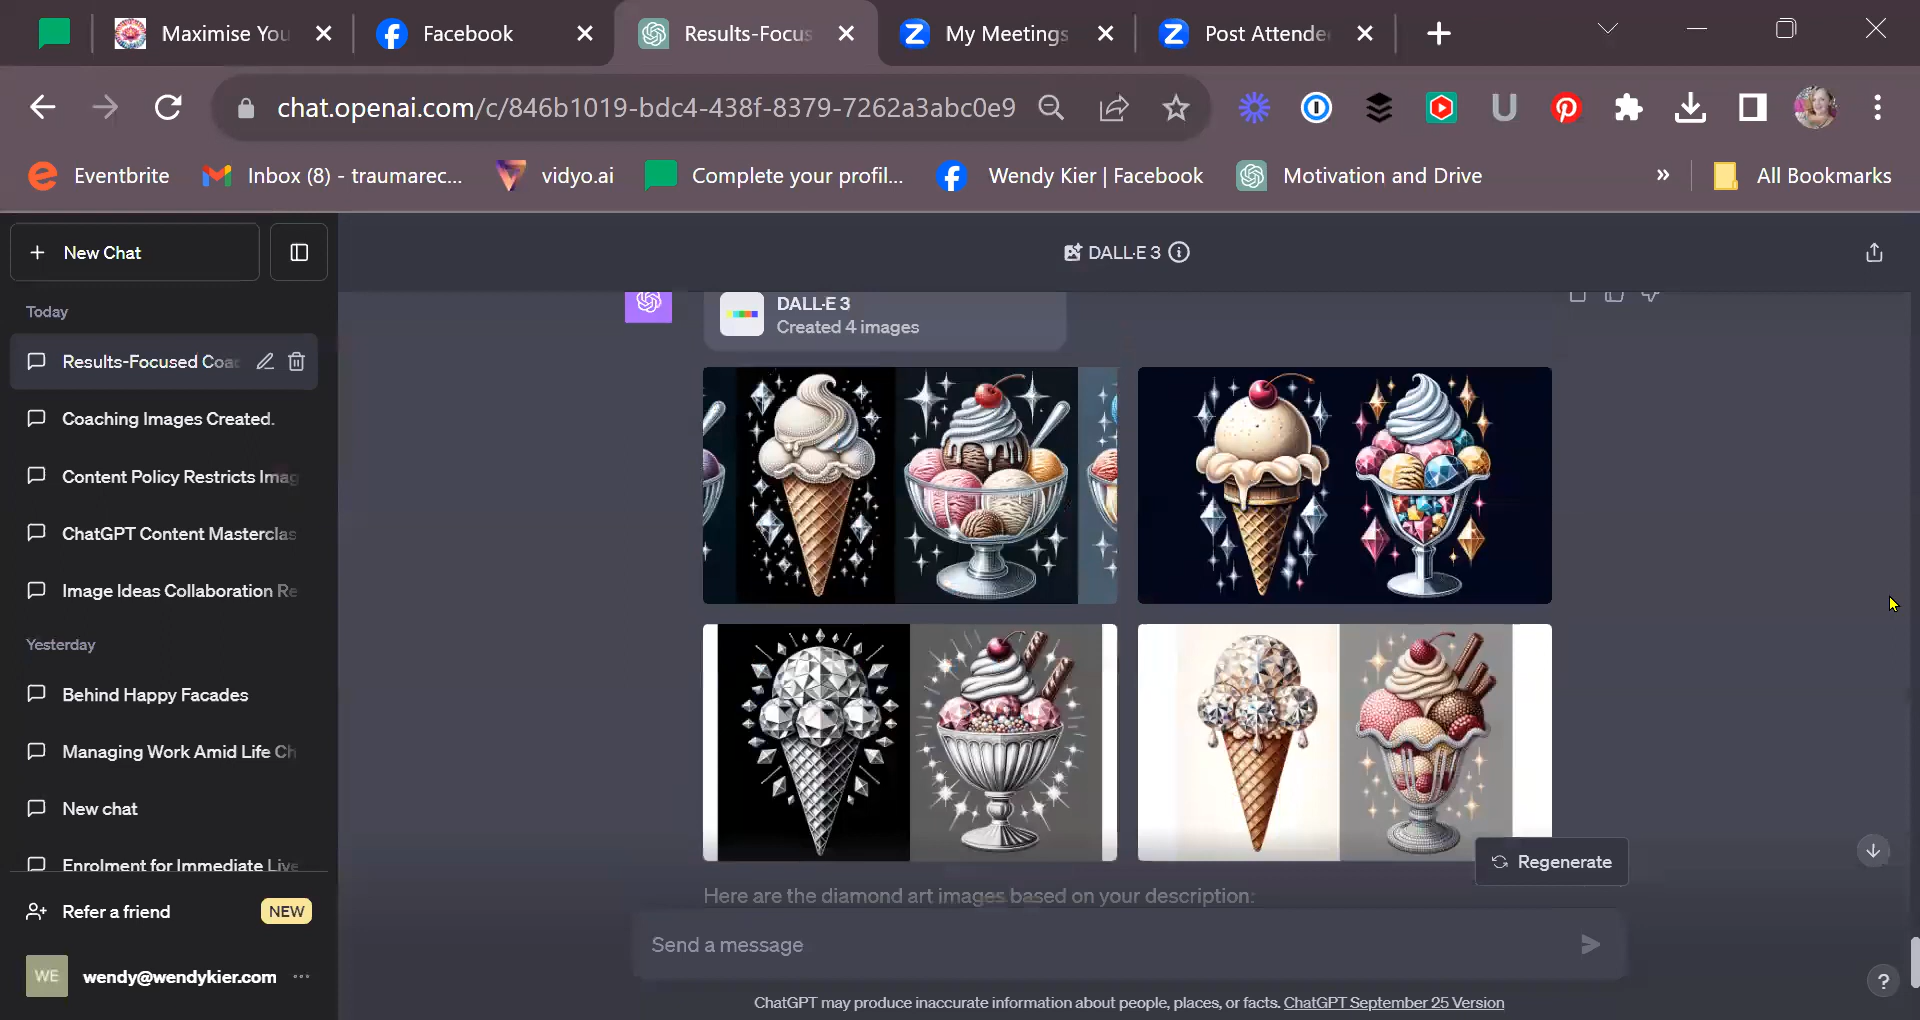 Maximise You
Facebook
Results-Focus
My Meetings
Post Attende
chat.openai.com/c/846b1019-bdc4-438f-8379-7262a3abc0e9
Eventbrite
Inbox (8) - traumarec...
vidyo.ai
Complete your profil...
Wendy Kier | Facebook
Motivation and Drive
»
All Bookmarks
+ New Chat
DALL·E 3
Today
Results-Focused Coac
Coaching Images Created.
Content Policy Restricts Imag
ChatGPT Content Masterclas
Image Ideas Collaboration Re
Yesterday
Behind Happy Facades
Managing Work Amid Life Ch
New chat
Enrolment for Immediate Live
Refer a friend
NEW
WE
wendy@wendykier.com
...
DALL·E 3
Created 4 images
Regenerate
Here are the diamond art images based on your description:
Send a message
?
ChatGPT may produce inaccurate information about people, places, or facts. ChatGPT September 25 Version